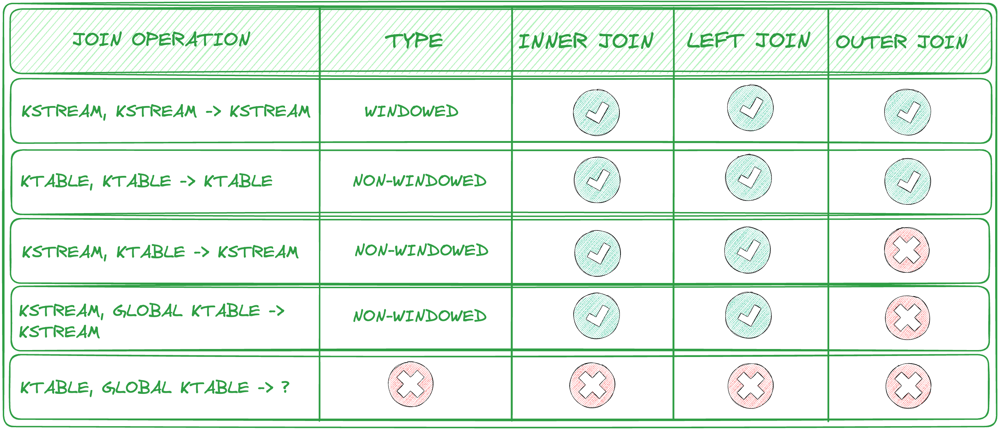 JOIN OPERATION TYPE INNER JOIN LEFT JOIN OUTER JOIN
KSTREAM, KSTREAM -> KSTREAM WINDOWED
KTABLE, KTABLE -> KTABLE NON-WINDOWED
KSTREAM, KTABLE -> KSTREAM NON-WINDOWED
KSTREAM, GLOBAL KTABLE ->
KSTREAM
NON-WINDOWED
KTABLE, GLOBAL KTABLE -> ?